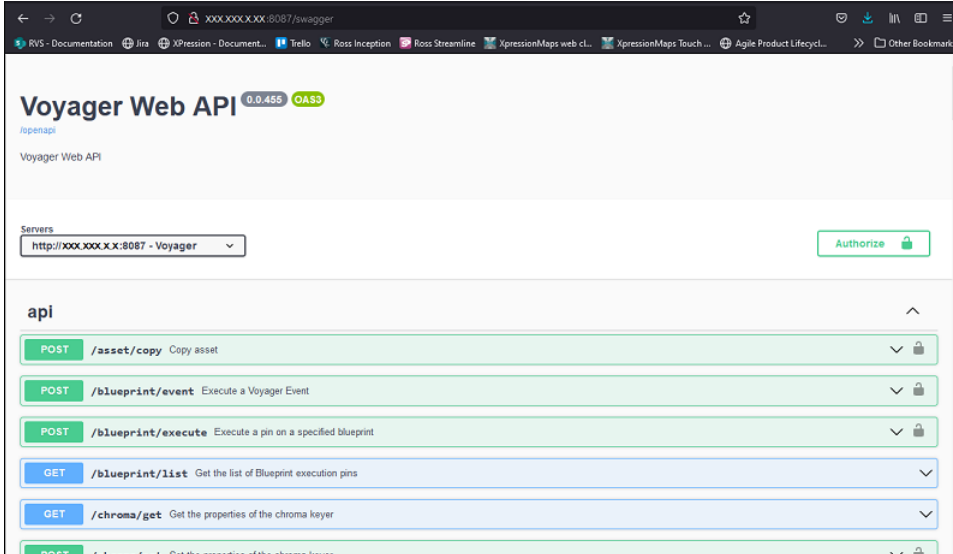 xxx.xxx.x.xx:8087/swagger
RVS - Documentation Jira XPression - Document... Trello Ross Inception Ross Streamline XpressionMaps web cl... XpressionMaps Touch ... Agile Product Lifecycl... Other Bookmark
Voyager Web API 0.0.455 OAS3
/openapi
Voyager Web API
Servers
http://xxx.xxx.x.x:8087 - Voyager
Authorize
api
POST /asset/copy Copy asset
POST /blueprint/event Execute a Voyager Event
POST /blueprint/execute Execute a pin on a specified blueprint
GET /blueprint/list Get the list of Blueprint execution pins
GET /chroma/get Get the properties of the chroma keyer